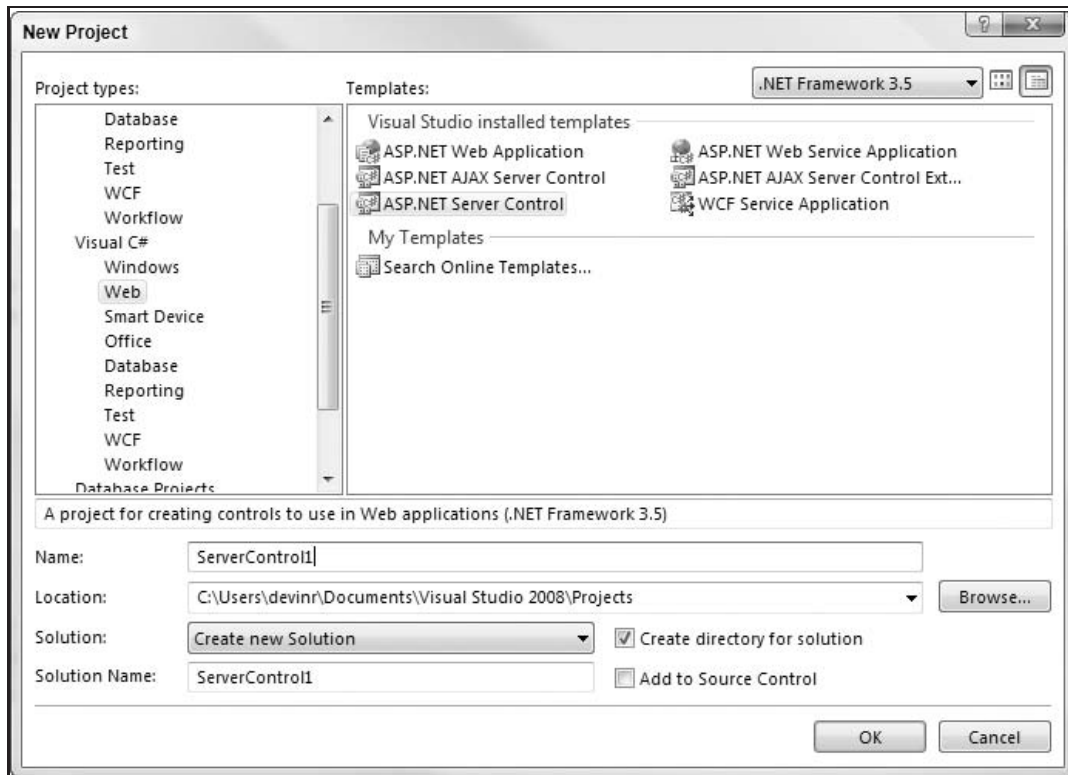 New Project
Project types:
Templates:
.NET Framework 3.5
Database
Reporting
Test
WCF
Workflow
Visual C#
Windows
Web
Smart Device
Office
Database
Reporting
Test
WCF
Workflow
Database Projects
Visual Studio installed templates
ASP.NET Web Application
ASP.NET Web Service Application
ASP.NET AJAX Server Control
ASP.NET AJAX Server Control Ext...
ASP.NET Server Control
WCF Service Application
My Templates
Search Online Templates...
A project for creating controls to use in Web applications (.NET Framework 3.5)
Name:
ServerControl1
Location:
C:\Users\devinr\Documents\Visual Studio 2008\Projects
Browse...
Solution:
Create new Solution
Create directory for solution
Solution Name:
ServerControl1
Add to Source Control
OK
Cancel